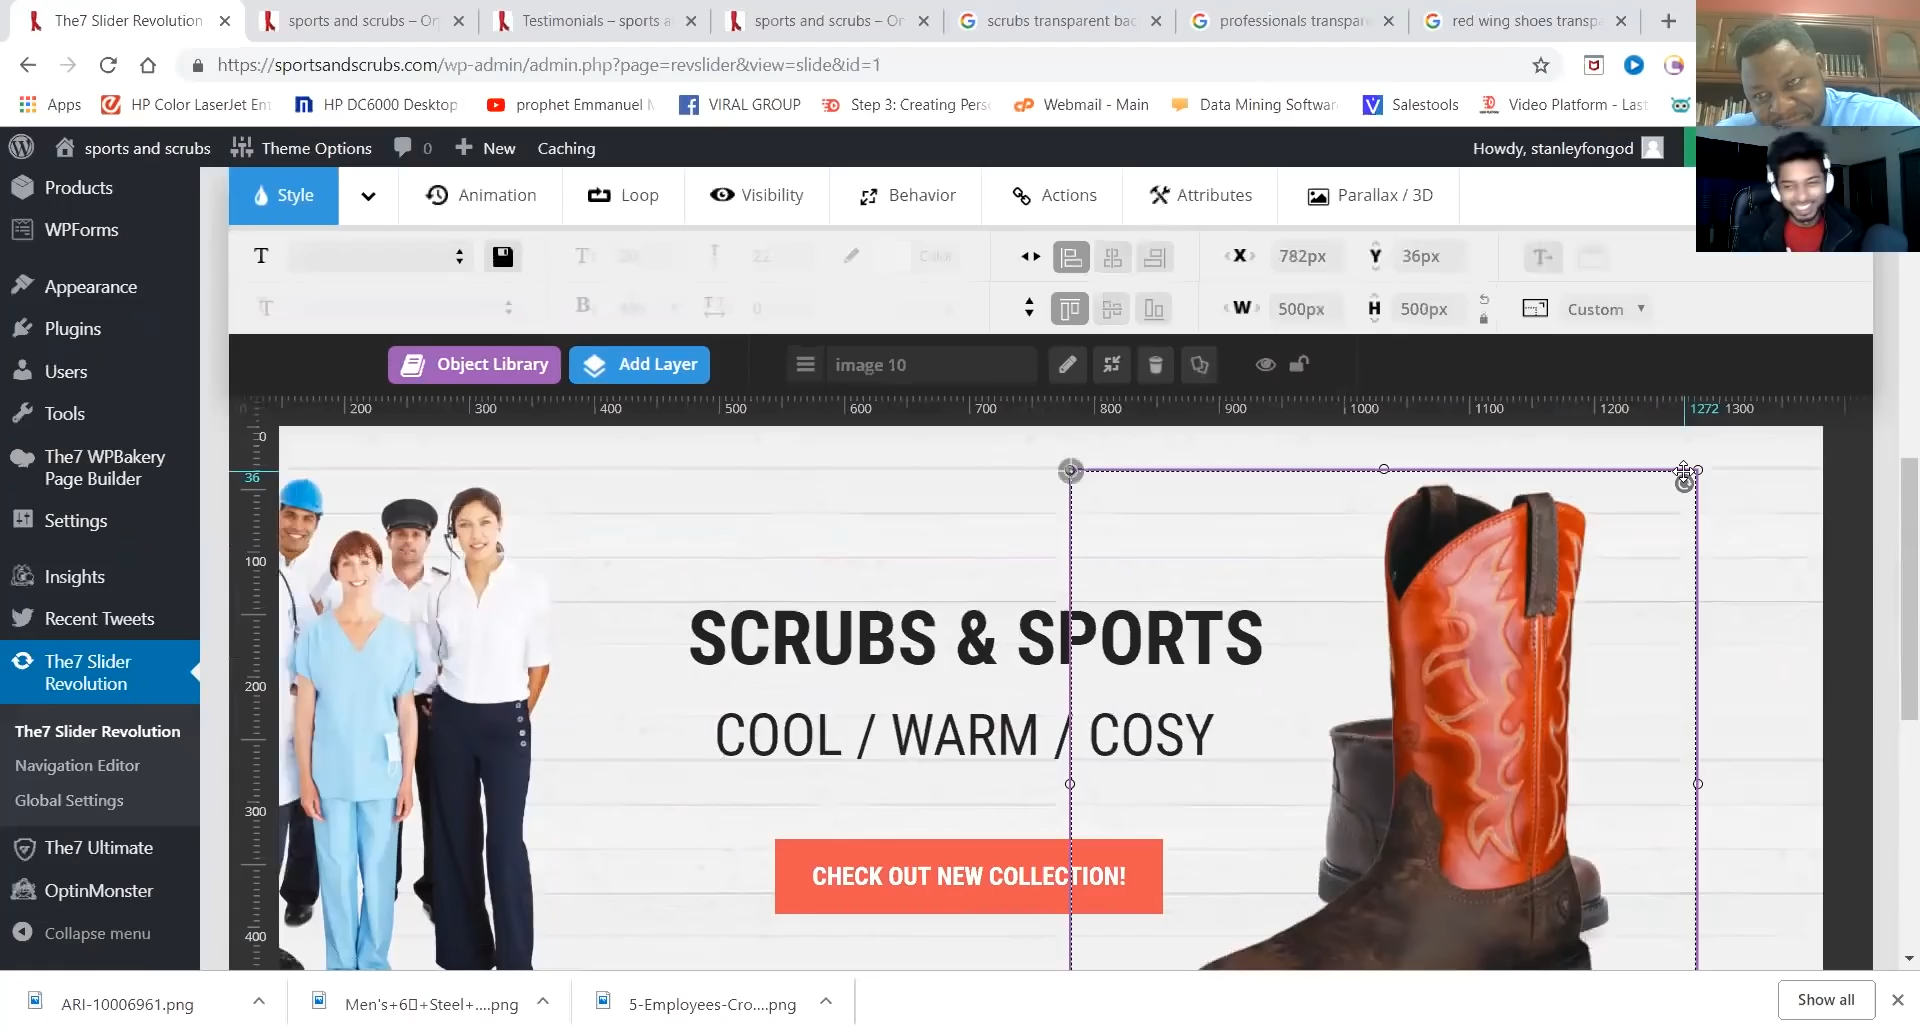 The7 Slider Revolution
sports and scrubs – Or
Testimonials – sports a
sports and scrubs – Or
scrubs transparent bac
professionals transpare
red wing shoes transpa
https://sportsandscrubs.com/wp-admin/admin.php?page=revslider&view=slide&id=1
Apps
HP Color LaserJet Ent
HP DC6000 Desktop
prophet Emmanuel M
VIRAL GROUP
Step 3: Creating Perso
Webmail - Main
Data Mining Software
Salestools
Video Platform - Last
sports and scrubs
Theme Options
0
New
Caching
Howdy, stanleyfongod
Products
WPForms
Appearance
Plugins
Users
Tools
The7 WPBakery
Page Builder
Settings
Insights
Recent Tweets
The7 Slider
Revolution
The7 Slider Revolution
Navigation Editor
Global Settings
The7 Ultimate
OptinMonster
Collapse menu
Style
Animation
Loop
Visibility
Behavior
Actions
Attributes
Parallax / 3D
20
22
Color
X
782px
Y
36px
0
W
500px
H
500px
Custom
Object Library
Add Layer
image 10
200
300
400
500
600
700
800
900
1000
1100
1200
1272
1300
0
36
100
200
300
400
SCRUBS & SPORTS
COOL / WARM / COSY
CHECK OUT NEW COLLECTION!
ARI-10006961.png
Men's+6▯+Steel+....png
5-Employees-Cro....png
Show all